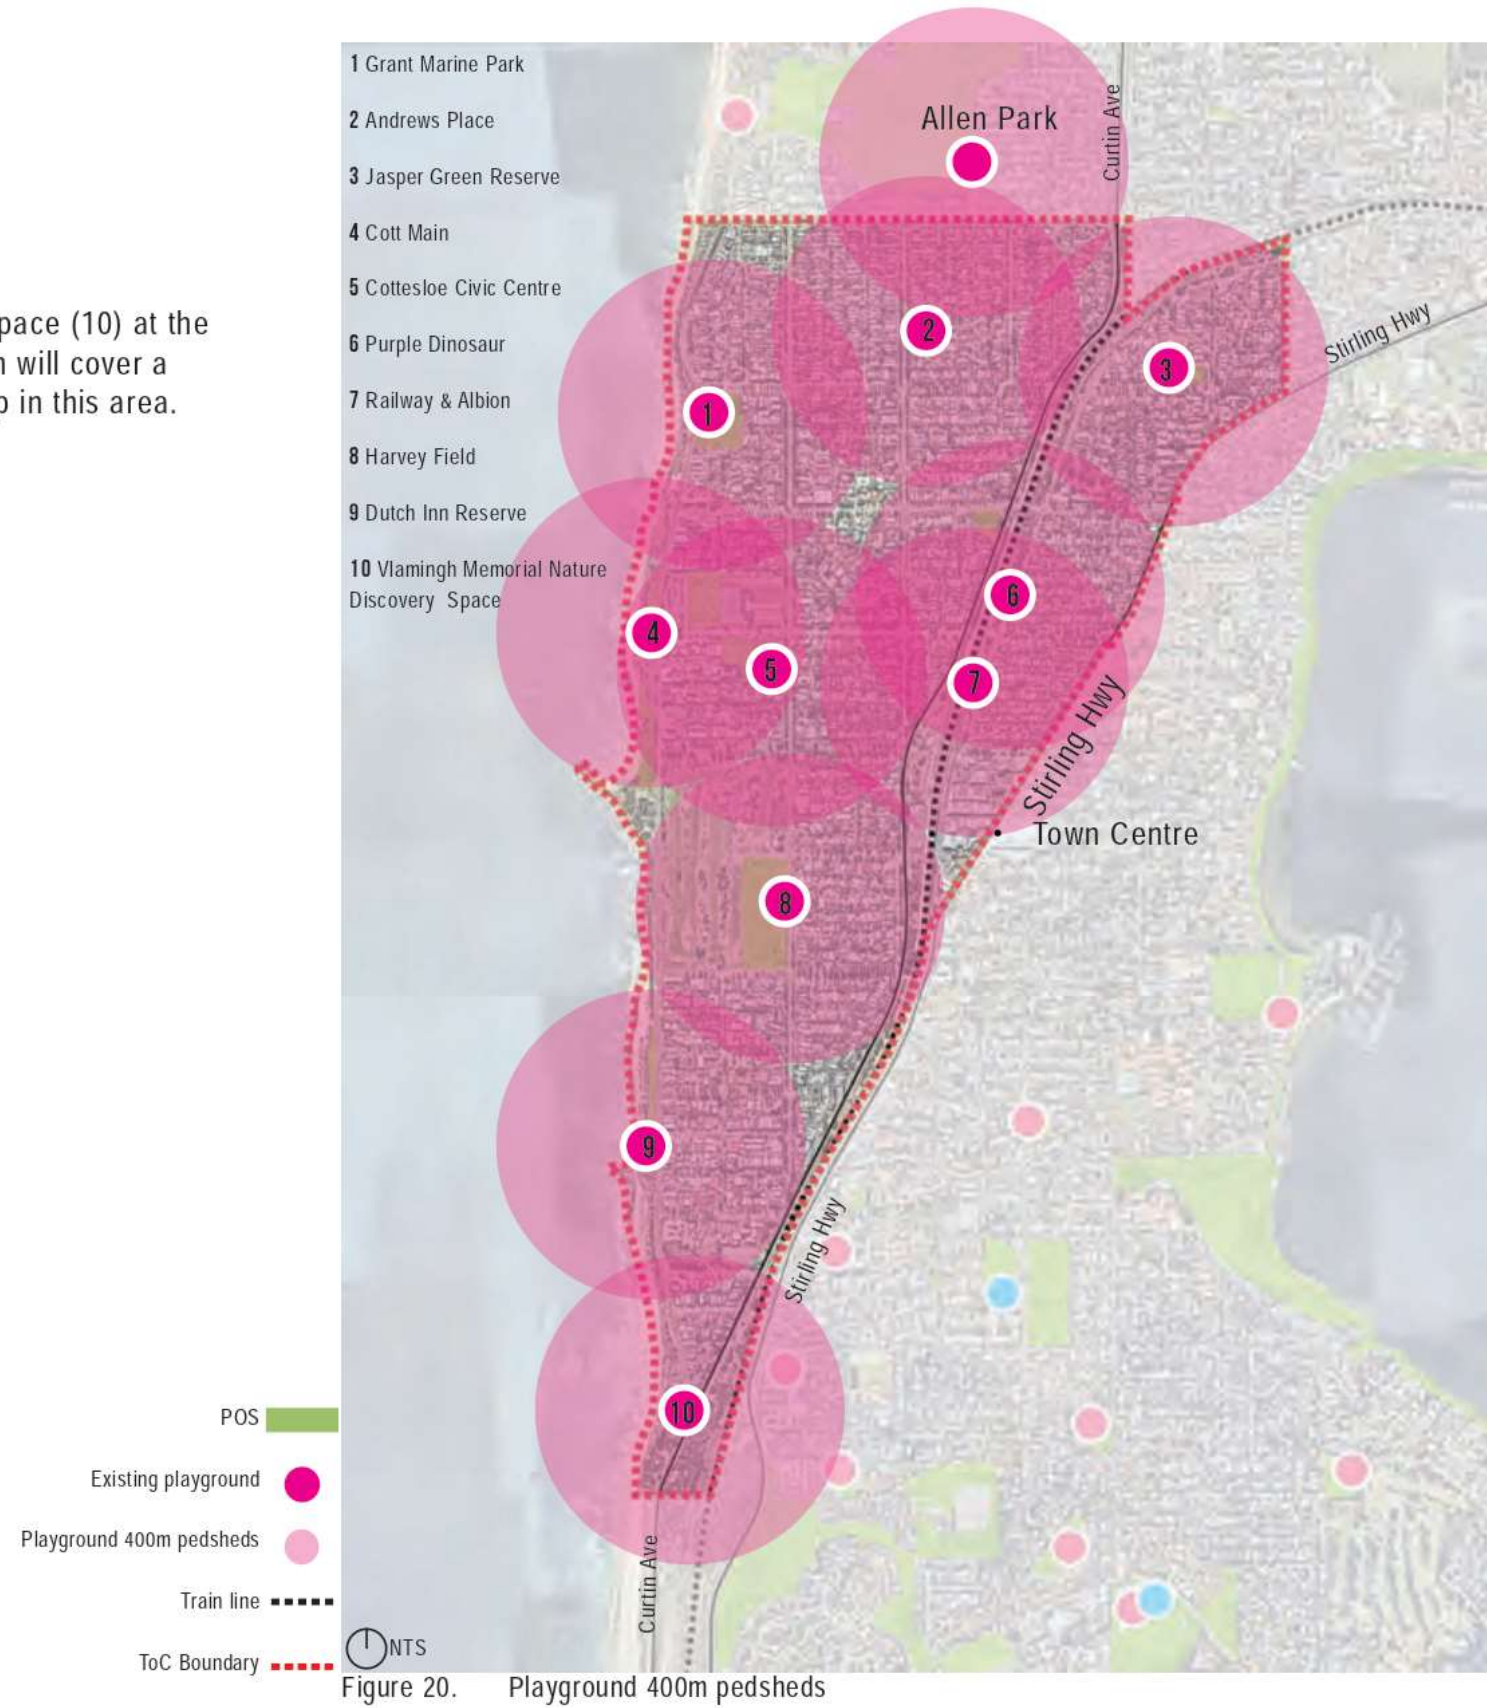 pace (10) at the
n will cover a
p in this area.
1 Grant Marine Park
2 Andrews Place
3 Jasper Green Reserve
4 Cott Main
5 Cottesloe Civic Centre
6 Purple Dinosaur
7 Railway & Albion
8 Harvey Field
9 Dutch Inn Reserve
10 Vlamingh Memorial Nature
Discovery Space
Allen Park
Curtin Ave
2
Stirling Hwy
3
1
6
4
5
7
Stirling Hwy
Town Centre
8
9
Stirling Hwy
10
Curtin Ave
POS
Existing playground
Playground 400m pedsheds
Train line
ToC Boundary
NTS
Figure 20. Playground 400m pedsheds